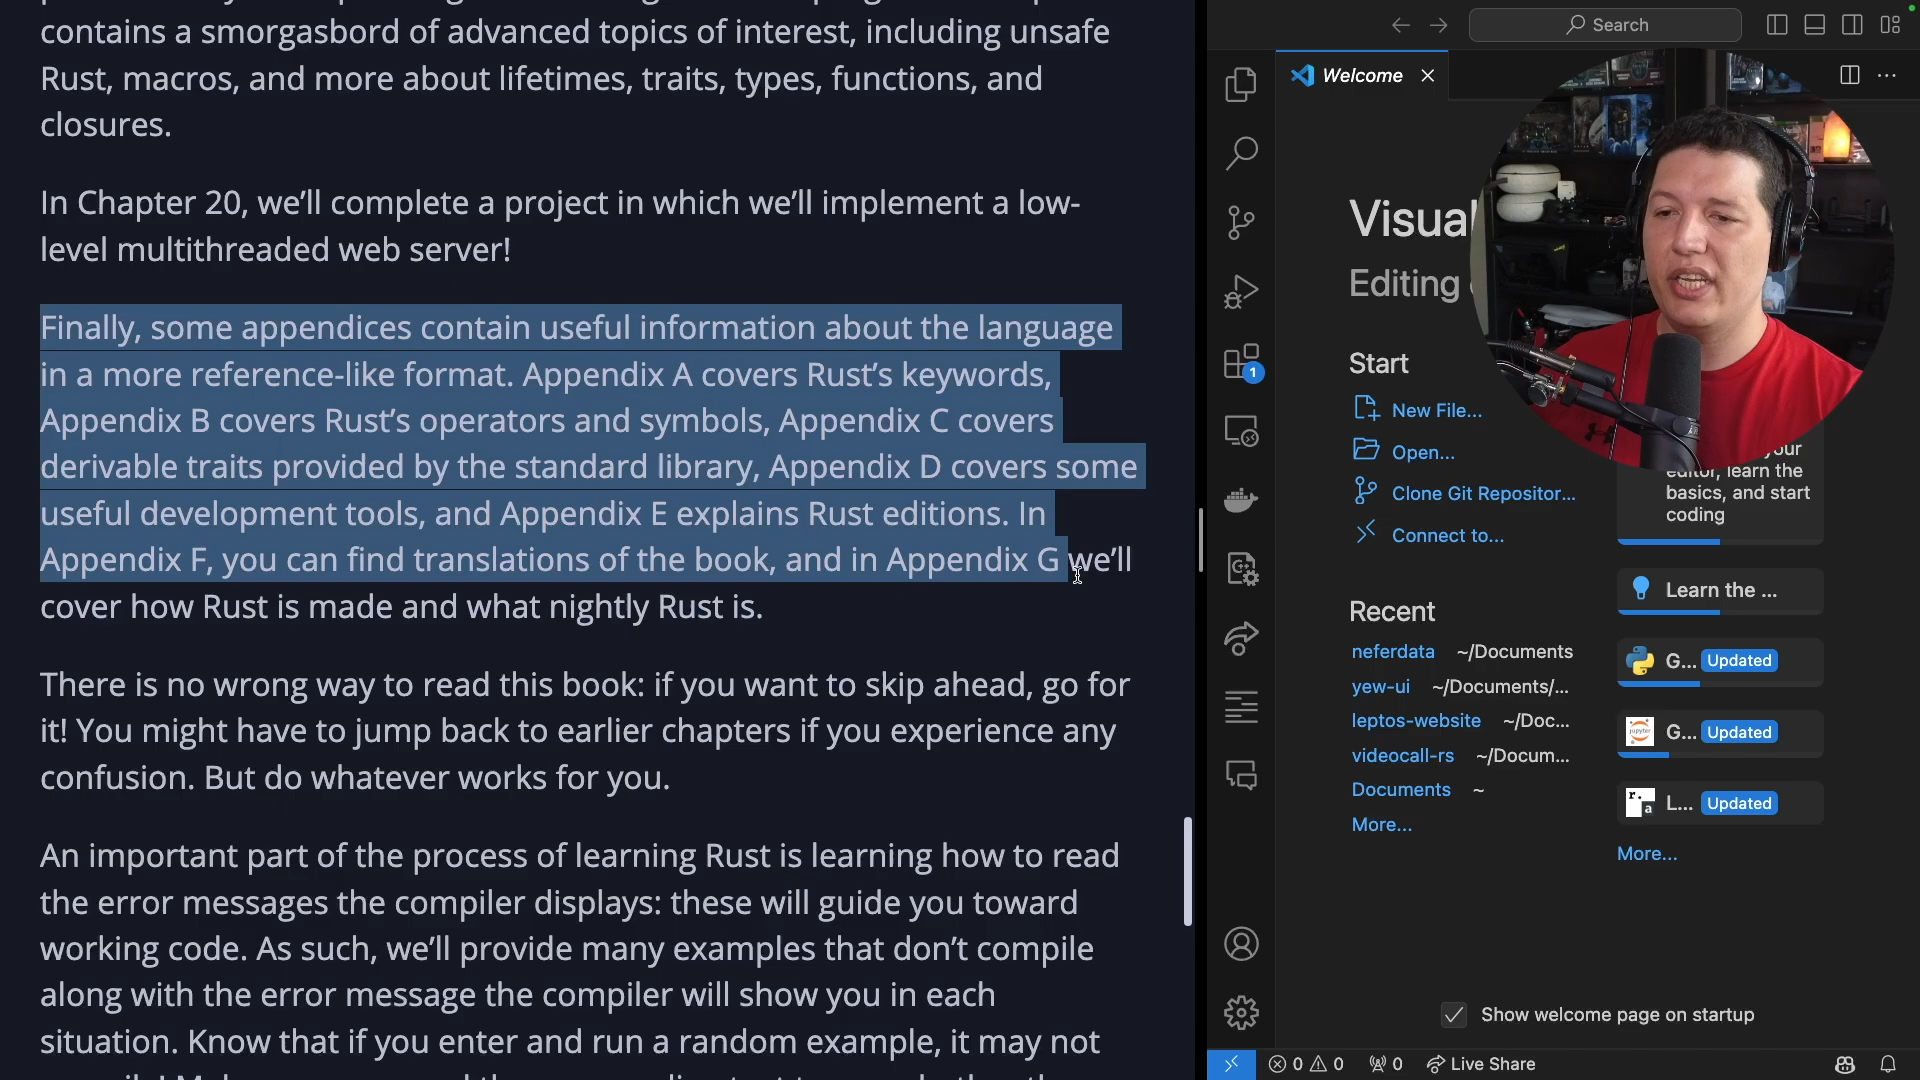 contains a smorgasbord of advanced topics of interest, including unsafe
Rust, macros, and more about lifetimes, traits, types, functions, and
closures.
In Chapter 20, we’ll complete a project in which we’ll implement a low-
level multithreaded web server!
Finally, some appendices contain useful information about the language
in a more reference-like format. Appendix A covers Rust’s keywords,
Appendix B covers Rust’s operators and symbols, Appendix C covers
derivable traits provided by the standard library, Appendix D covers some
useful development tools, and Appendix E explains Rust editions. In
Appendix F, you can find translations of the book, and in Appendix G we’ll
cover how Rust is made and what nightly Rust is.
There is no wrong way to read this book: if you want to skip ahead, go for
it! You might have to jump back to earlier chapters if you experience any
confusion. But do whatever works for you.
An important part of the process of learning Rust is learning how to read
the error messages the compiler displays: these will guide you toward
working code. As such, we’ll provide many examples that don’t compile
along with the error message the compiler will show you in each
situation. Know that if you enter and run a random example, it may not
Search
Welcome
Visual
Editing
Start
New File...
Open...
Clone Git Repositor...
Connect to...
Recent
neferdata ~/Documents
yew-ui ~/Documents/...
leptos-website ~/Doc...
videocall-rs ~/Docum...
Documents ~
More...
editor, learn the
basics, and start
coding
Learn the ...
G... Updated
G... Updated
L... Updated
More...
1
Show welcome page on startup
0 0 0 Live Share